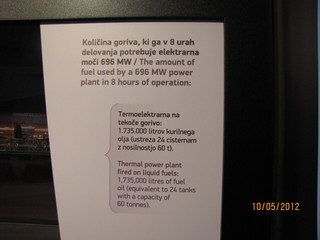 Količina goriva, ki ga v 8 urah
delovanja potrebuje elektrarna
moči 696 MW / The amount of
fuel used by a 696 MW power
plant in 8 hours of operation:
Termoelektrarna na
tekoče gorivo:
1.735.000 litrov kurilnega
olja (ustreza 24 cisternam
z nosilnostjo 60 t).
Thermal power plant
fired on liquid fuels:
1,735,000 litres of fuel
oil (equivalent to 24 tanks
with a capacity of
60 tonnes).
10/05/2012